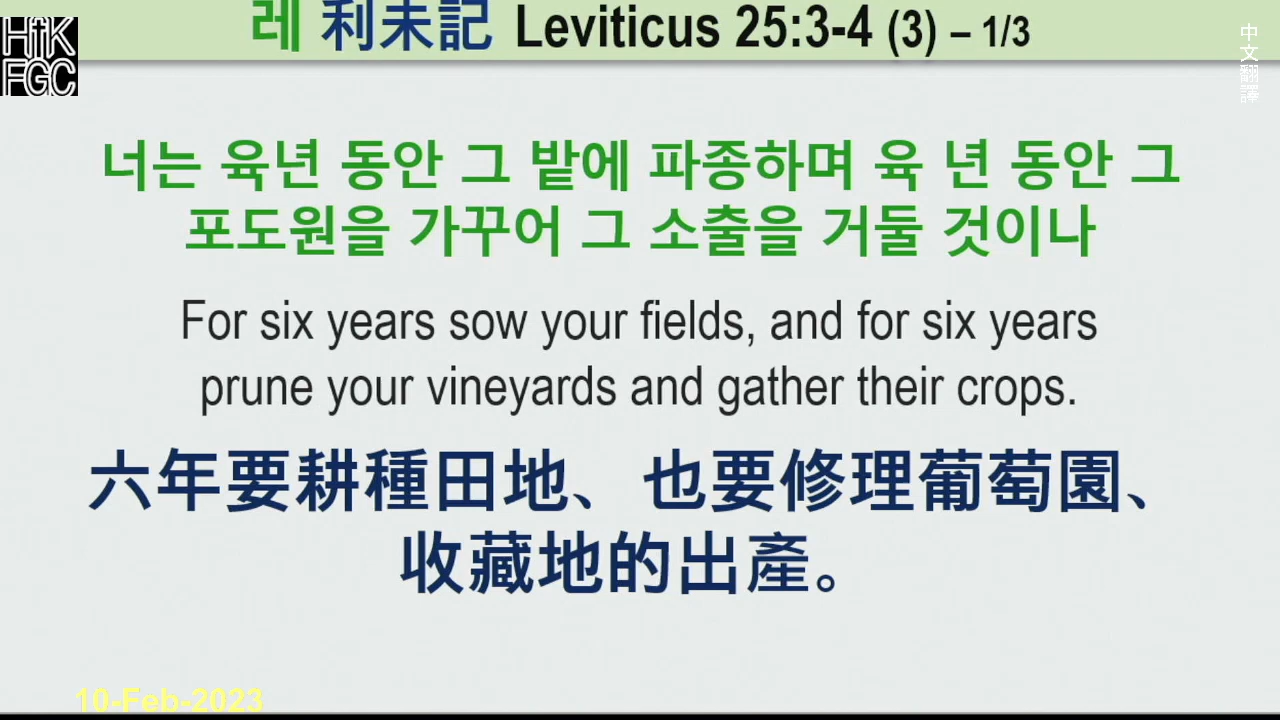 레 利未記 Leviticus 25:3-4 (3) – 1/3
HfK
FGC
中文翻譯
너는 육년 동안 그 밭에 파종하며 육 년 동안 그
포도원을 가꾸어 그 소출을 거둘 것이나
For six years sow your fields, and for six years
prune your vineyards and gather their crops.
六年要耕種田地、也要修理葡萄園、
收藏地的出產。
10-Feb-2023